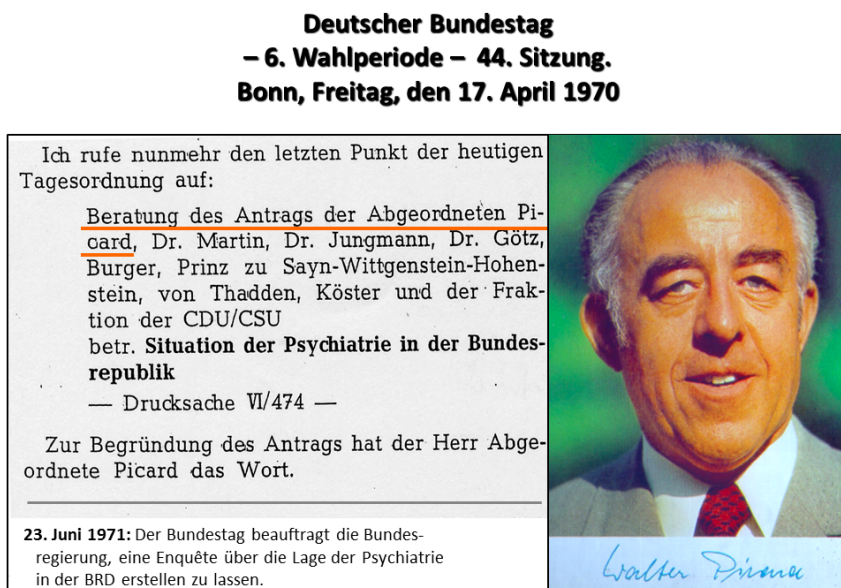 Deutscher Bundestag
– 6. Wahlperiode – 44. Sitzung.
Bonn, Freitag, den 17. April 1970
Ich rufe nunmehr den letzten Punkt der heutigen
Tagesordnung auf:
Beratung des Antrags der Abgeordneten Pi-
card, Dr. Martin, Dr. Jungmann, Dr. Götz,
Burger, Prinz zu Sayn-Wittgenstein-Hohen-
stein, von Thadden, Köster und der Frak-
tion der CDU/CSU
betr. Situation der Psychiatrie in der Bundes-
republik
— Drucksache VI/474 —
Zur Begründung des Antrags hat der Herr Abge-
ordnete Picard das Wort.
23. Juni 1971: Der Bundestag beauftragt die Bundes-
regierung, eine Enquête über die Lage der Psychiatrie
in der BRD erstellen zu lassen.
Walter Picard